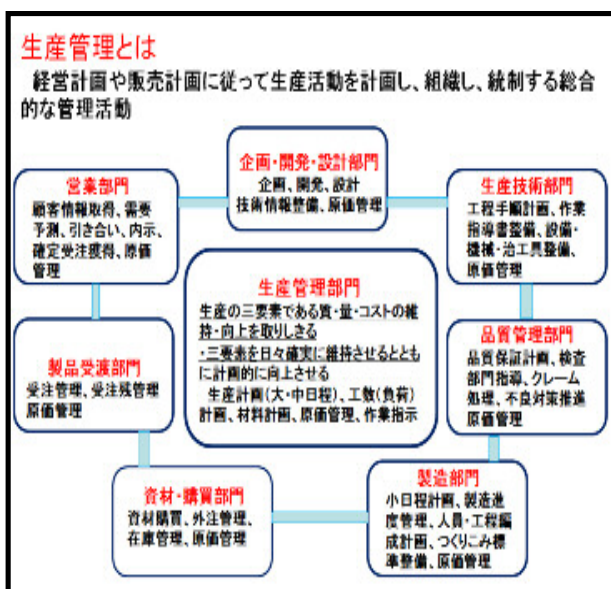 生産管理とは
経営計画や販売計画に従って生産活動を計画し、組織し、統制する総合
的な管理活動
企画・開発・設計部門
企画、開発、設計
技術情報整備、原価管理
営業部門
顧客情報取得、需要
予測、引き合い、内示、
確定受注獲得、原価
管理
生産技術部門
工程手順計画、作業
指導書整備、設備・
機械・治工具整備、
原価管理
生産管理部門
生産の三要素である質・量・コストの維
持・向上を取りしきる
・三要素を日々確実に維持させるととも
に計画的に向上させる
生産計画(大・中日程)、工数(負荷)
計画、材料計画、原価管理、作業指示
製品受渡部門
受注管理、受注残管理
原価管理
品質管理部門
品質保証計画、検査
部門指導、クレーム
処理、不良対策推進
原価管理
資材・購買部門
資材購買、外注管理、
在庫管理、原価管理
製造部門
小日程計画、製造進
度管理、人員・工程編
成計画、つくりこみ標
準整備、原価管理